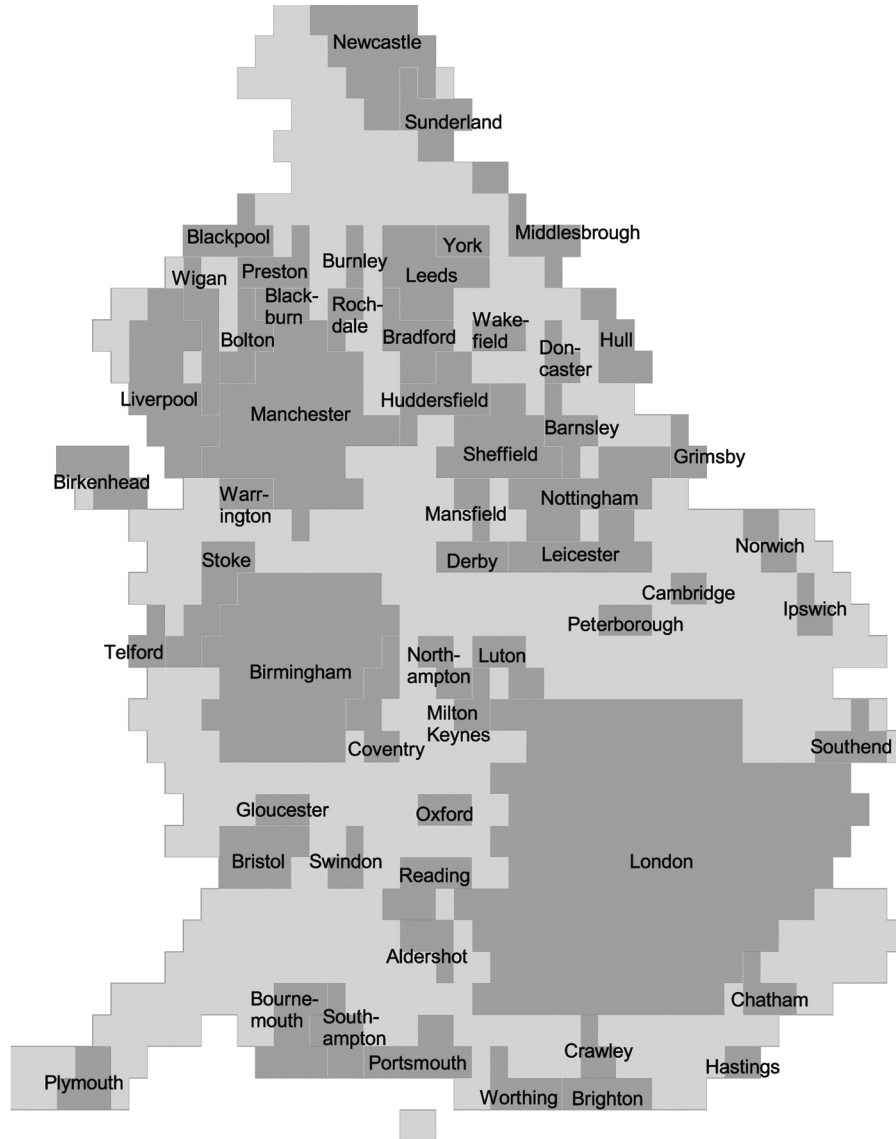 Newcastle
Sunderland
Blackpool
Middlesbrough
York
Burnley
Wigan
Preston
Leeds
Black-
burn
Roch-
dale
Bolton
Bradford
Wake-
field
Don-
caster
Hull
Liverpool
Manchester
Huddersfield
Barnsley
Sheffield
Grimsby
Birkenhead
Warr-
ington
Mansfield
Nottingham
Stoke
Derby
Leicester
Norwich
Cambridge
Ipswich
Peterborough
Telford
Birmingham
North-
ampton
Luton
Milton
Keynes
Coventry
Southend
Gloucester
Oxford
Bristol
Swindon
Reading
London
Aldershot
Bourne-
mouth
South-
ampton
Chatham
Portsmouth
Crawley
Hastings
Plymouth
Worthing
Brighton